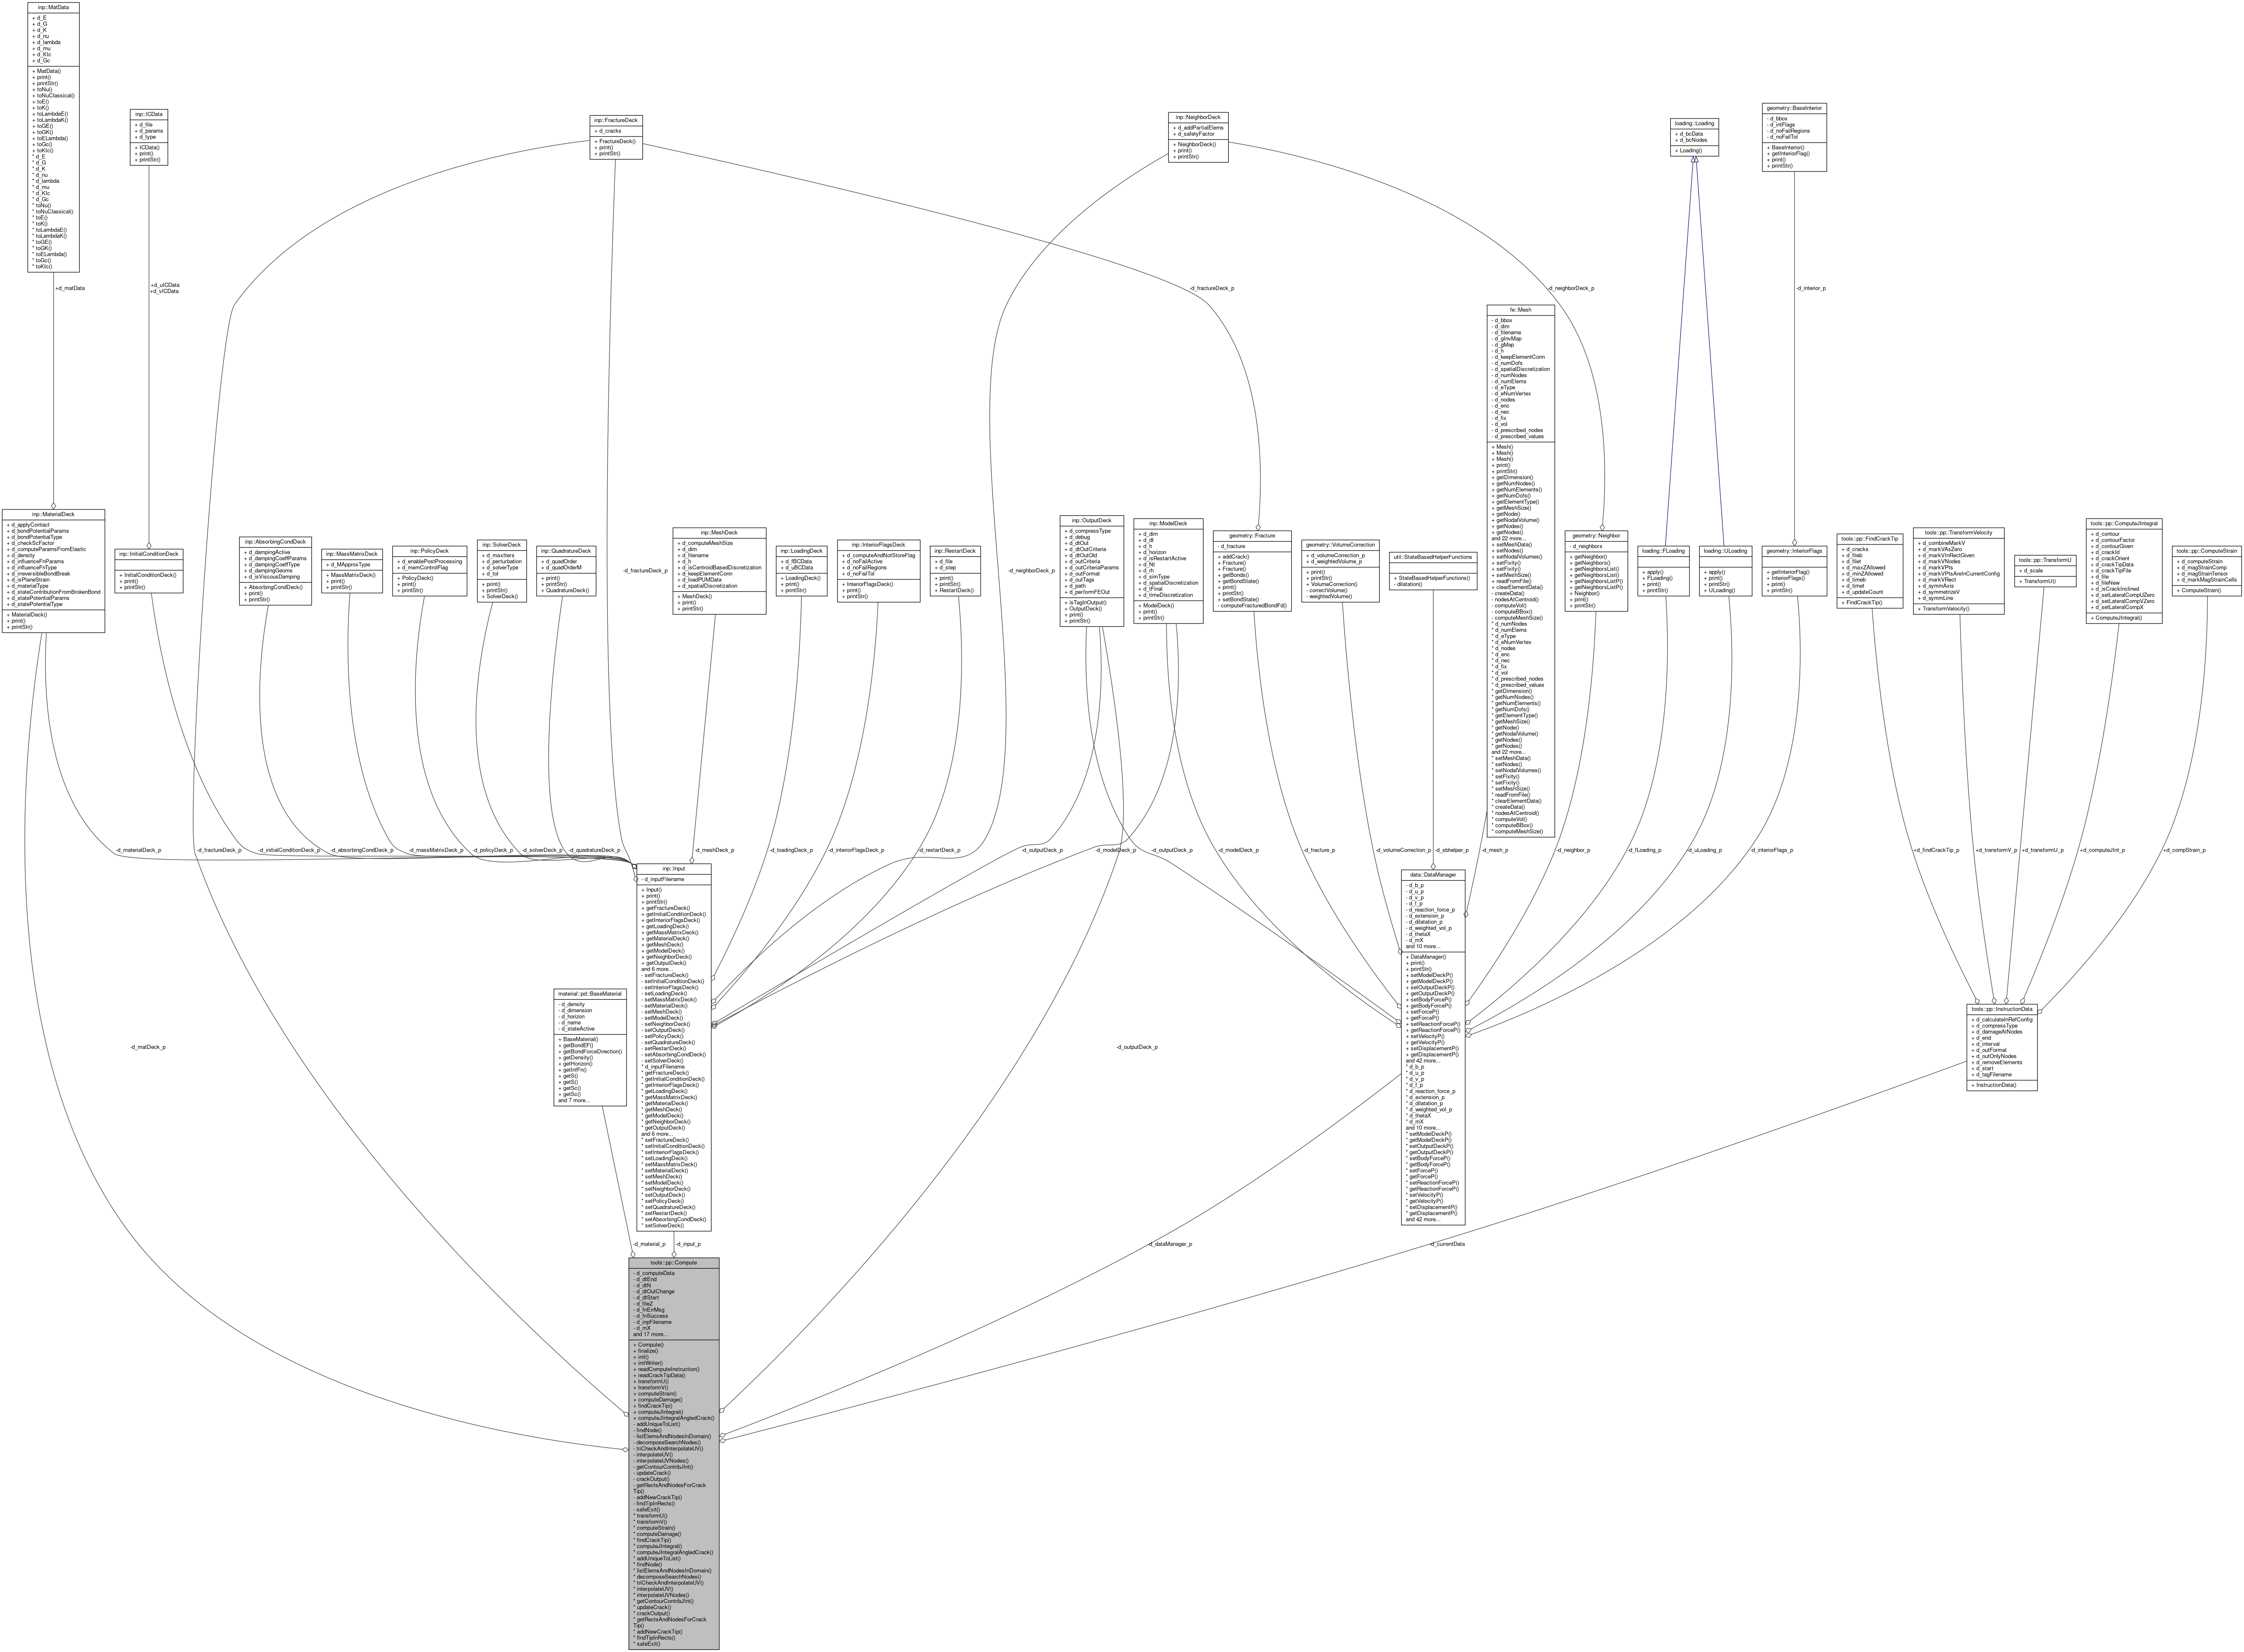 inp::MatData
+ d_E
+ d_G
+ d_K
+ d_nu
+ d_lambda
+ d_mu
+ d_KIc
+ d_Gc
+ MatData()
+ print()
+ printStr()
+ toNu()
+ toNuClassical()
+ toE()
+ toK()
+ toLambdaE()
+ toLambdaK()
+ toGE()
+ toGK()
+ toELambda()
+ toGc()
+ toKIc()
* d_E
* d_G
* d_K
* d_nu
* d_lambda
* d_mu
* d_KIc
* d_Gc
* toNu()
* toNuClassical()
* toE()
* toK()
* toLambdaE()
* toLambdaK()
* toGE()
* toGK()
* toELambda()
* toGc()
* toKIc()
+d_matData
inp::ICData
+ d_file
+ d_params
+ d_type
+ ICData()
+ print()
+ printStr()
+d_uICData
+d_vICData
inp::FractureDeck
+ d_cracks
+ FractureDeck()
+ print()
+ printStr()
inp::NeighborDeck
+ d_addPartialElems
+ d_safetyFactor
+ NeighborDeck()
+ print()
+ printStr()
loading::Loading
+ d_bcData
+ d_bcNodes
+ Loading()
geometry::BaseInterior
- d_bbox
- d_intFlags
- d_noFailRegions
- d_noFailTol
+ BaseInterior()
+ getInteriorFlag()
+ print()
+ printStr()
-d_fractureDeck_p
-d_neighborDeck_p
-d_interior_p
fe::Mesh
- d_bbox
- d_dim
- d_filename
- d_gInvMap
- d_gMap
- d_h
- d_keepElementConn
- d_numDofs
- d_spatialDiscretization
- d_numNodes
- d_numElems
- d_eType
- d_eNumVertex
- d_nodes
- d_enc
- d_nec
- d_fix
- d_vol
- d_prescribed_nodes
- d_prescribed_values
+ Mesh()
+ Mesh()
+ Mesh()
+ print()
+ printStr()
+ getDimension()
+ getNumNodes()
+ getNumElements()
+ getNumDofs()
+ getElementType()
+ getMeshSize()
+ getNode()
+ getNodalVolume()
+ getNodes()
+ getNodes()
and 22 more...
+ setMeshData()
+ setNodes()
+ setNodalVolumes()
+ setFixity()
+ setFixity()
+ setMeshSize()
+ readFromFile()
+ clearElementData()
- createData()
- nodesAtCentroid()
- computeVol()
- computeBBox()
- computeMeshSize()
* d_numNodes
* d_numElems
* d_eType
* d_eNumVertex
* d_nodes
* d_enc
* d_nec
* d_fix
* d_vol
* d_prescribed_nodes
* d_prescribed_values
* getDimension()
* getNumNodes()
* getNumElements()
* getNumDofs()
* getElementType()
* getMeshSize()
* getNode()
* getNodalVolume()
* getNodes()
* getNodes()
and 22 more...
* setMeshData()
* setNodes()
* setNodalVolumes()
* setFixity()
* setFixity()
* setMeshSize()
* readFromFile()
* clearElementData()
* createData()
* nodesAtCentroid()
* computeVol()
* computeBBox()
* computeMeshSize()
inp::MaterialDeck
+ d_applyContact
+ d_bondPotentialParams
+ d_bondPotentialType
+ d_checkScFactor
+ d_computeParamsFromElastic
+ d_density
+ d_influenceFnParams
+ d_influenceFnType
+ d_irreversibleBondBreak
+ d_isPlaneStrain
+ d_materialType
+ d_matData
+ d_stateContributionFromBrokenBond
+ d_statePotentialParams
+ d_statePotentialType
+ MaterialDeck()
+ print()
+ printStr()
inp::InitialConditionDeck
+ InitialConditionDeck()
+ print()
+ printStr()
inp::AbsorbingCondDeck
+ d_dampingActive
+ d_dampingCoeffParams
+ d_dampingCoeffType
+ d_dampingGeoms
+ d_isViscousDamping
+ AbsorbingCondDeck()
+ print()
+ printStr()
inp::MassMatrixDeck
+ d_MApproxType
+ MassMatrixDeck()
+ print()
+ printStr()
inp::PolicyDeck
+ d_enablePostProcessing
+ d_memControlFlag
+ PolicyDeck()
+ print()
+ printStr()
inp::SolverDeck
+ d_maxIters
+ d_perturbation
+ d_solverType
+ d_tol
+ print()
+ printStr()
+ SolverDeck()
inp::QuadratureDeck
+ d_quadOrder
+ d_quadOrderM
+ print()
+ printStr()
+ QuadratureDeck()
-d_fractureDeck_p
inp::MeshDeck
+ d_computeMeshSize
+ d_dim
+ d_filename
+ d_h
+ d_isCentroidBasedDiscretization
+ d_keepElementConn
+ d_loadPUMData
+ d_spatialDiscretization
+ MeshDeck()
+ print()
+ printStr()
inp::LoadingDeck
+ d_fBCData
+ d_uBCData
+ LoadingDeck()
+ print()
+ printStr()
inp::InteriorFlagsDeck
+ d_computeAndNotStoreFlag
+ d_noFailActive
+ d_noFailRegions
+ d_noFailTol
+ InteriorFlagsDeck()
+ print()
+ printStr()
inp::RestartDeck
+ d_file
+ d_step
+ print()
+ printStr()
+ RestartDeck()
-d_neighborDeck_p
inp::OutputDeck
+ d_compressType
+ d_debug
+ d_dtOut
+ d_dtOutCriteria
+ d_dtOutOld
+ d_outCriteria
+ d_outCriteriaParams
+ d_outFormat
+ d_outTags
+ d_path
+ d_performFEOut
+ isTagInOutput()
+ OutputDeck()
+ print()
+ printStr()
inp::ModelDeck
+ d_dim
+ d_dt
+ d_h
+ d_horizon
+ d_isRestartActive
+ d_Nt
+ d_rh
+ d_simType
+ d_spatialDiscretization
+ d_tFinal
+ d_timeDiscretization
+ ModelDeck()
+ print()
+ printStr()
geometry::Fracture
- d_fracture
+ addCrack()
+ Fracture()
+ Fracture()
+ getBonds()
+ getBondState()
+ print()
+ printStr()
+ setBondState()
- computeFracturedBondFd()
geometry::VolumeCorrection
+ d_volumeCorrection_p
+ d_weightedVolume_p
+ print()
+ printStr()
+ VolumeCorrection()
- correctVolume()
- weightedVolume()
util::StateBasedHelperFunctions
+ StateBasedHelperFunctions()
- dilatation()
geometry::Neighbor
- d_neighbors
+ getNeighbor()
+ getNeighbors()
+ getNeighborsList()
+ getNeighborsList()
+ getNeighborsListP()
+ getNeighborsListP()
+ Neighbor()
+ print()
+ printStr()
loading::FLoading
+ apply()
+ FLoading()
+ print()
+ printStr()
loading::ULoading
+ apply()
+ print()
+ printStr()
+ ULoading()
geometry::InteriorFlags
+ getInteriorFlag()
+ InteriorFlags()
+ print()
+ printStr()
tools::pp::FindCrackTip
+ d_cracks
+ d_fileb
+ d_filet
+ d_maxZAllowed
+ d_minZAllowed
+ d_timeb
+ d_timet
+ d_updateCount
+ FindCrackTip()
tools::pp::TransformVelocity
+ d_combineMarkV
+ d_markVAsZero
+ d_markVInRectGiven
+ d_markVNodes
+ d_markVPts
+ d_markVPtsAreInCurrentConfig
+ d_markVRect
+ d_symmAxis
+ d_symmetrizeV
+ d_symmLine
+ TransformVelocity()
tools::pp::TransformU
+ d_scale
+ TransformU()
tools::pp::ComputeJIntegral
+ d_contour
+ d_contourFactor
+ d_contourGiven
+ d_crackId
+ d_crackOrient
+ d_crackTipData
+ d_crackTipFile
+ d_file
+ d_fileNew
+ d_isCrackInclined
+ d_setLateralCompUZero
+ d_setLateralCompVZero
+ d_setLateralCompX
+ ComputeJIntegral()
tools::pp::ComputeStrain
+ d_computeStrain
+ d_magStrainComp
+ d_magStrainTensor
+ d_markMagStrainCells
+ ComputeStrain()
-d_materialDeck_p
-d_fractureDeck_p
-d_initialConditonDeck_p
-d_absorbingCondDeck_p
-d_massMatrixDeck_p
-d_policyDeck_p
-d_solverDeck_p
-d_quadratureDeck_p
-d_meshDeck_p
-d_loadingDeck_p
-d_interiorFlagsDeck_p
-d_restartDeck_p
-d_outputDeck_p
-d_modelDeck_p
-d_outputDeck_p
-d_modelDeck_p
-d_fracture_p
-d_volumeCorrection_p
-d_sbhelper_p
-d_mesh_p
-d_neighbor_p
-d_fLoading_p
-d_uLoading_p
-d_interiorFlags_p
+d_findCrackTip_p
+d_transformV_p
+d_transformU_p
+d_computeJInt_p
+d_compStrain_p
inp::Input
- d_inputFilename
+ Input()
+ print()
+ printStr()
+ getFractureDeck()
+ getInitialConditionDeck()
+ getInteriorFlagsDeck()
+ getLoadingDeck()
+ getMassMatrixDeck()
+ getMaterialDeck()
+ getMeshDeck()
+ getModelDeck()
+ getNeighborDeck()
+ getOutputDeck()
and 6 more...
- setFractureDeck()
- setInitialConditionDeck()
- setInteriorFlagsDeck()
- setLoadingDeck()
- setMassMatrixDeck()
- setMaterialDeck()
- setMeshDeck()
- setModelDeck()
- setNeighborDeck()
- setOutputDeck()
- setPolicyDeck()
- setQuadratureDeck()
- setRestartDeck()
- setAbsorbingCondDeck()
- setSolverDeck()
* d_inputFilename
* getFractureDeck()
* getInitialConditionDeck()
* getInteriorFlagsDeck()
* getLoadingDeck()
* getMassMatrixDeck()
* getMaterialDeck()
* getMeshDeck()
* getModelDeck()
* getNeighborDeck()
* getOutputDeck()
and 6 more...
* setFractureDeck()
* setInitialConditionDeck()
* setInteriorFlagsDeck()
* setLoadingDeck()
* setMassMatrixDeck()
* setMaterialDeck()
* setMeshDeck()
* setModelDeck()
* setNeighborDeck()
* setOutputDeck()
* setPolicyDeck()
* setQuadratureDeck()
* setRestartDeck()
* setAbsorbingCondDeck()
* setSolverDeck()
data::DataManager
- d_b_p
- d_u_p
- d_v_p
- d_f_p
- d_reaction_force_p
- d_extension_p
- d_dilatation_p
- d_weighted_vol_p
- d_thetaX
- d_mX
and 10 more...
+ DataManager()
+ print()
+ printStr()
+ setModelDeckP()
+ getModelDeckP()
+ setOutputDeckP()
+ getOutputDeckP()
+ setBodyForceP()
+ getBodyForceP()
+ setForceP()
+ getForceP()
+ setReactionForceP()
+ getReactionForceP()
+ setVelocityP()
+ getVelocityP()
+ setDisplacementP()
+ getDisplacementP()
and 42 more...
* d_b_p
* d_u_p
* d_v_p
* d_f_p
* d_reaction_force_p
* d_extension_p
* d_dilatation_p
* d_weighted_vol_p
* d_thetaX
* d_mX
and 10 more...
* setModelDeckP()
* getModelDeckP()
* setOutputDeckP()
* getOutputDeckP()
* setBodyForceP()
* getBodyForceP()
* setForceP()
* getForceP()
* setReactionForceP()
* getReactionForceP()
* setVelocityP()
* getVelocityP()
* setDisplacementP()
* getDisplacementP()
and 42 more...
material::pd::BaseMaterial
- d_density
- d_dimension
- d_horizon
- d_name
- d_stateActive
+ BaseMaterial()
+ getBondEF()
+ getBondForceDirection()
+ getDensity()
+ getHorizon()
+ getInfFn()
+ getS()
+ getS()
+ getSc()
+ getSc()
and 7 more...
tools::pp::InstructionData
+ d_calculateInRefConfig
+ d_compressType
+ d_damageAtNodes
+ d_end
+ d_interval
+ d_outFormat
+ d_outOnlyNodes
+ d_removeElements
+ d_start
+ d_tagFilename
+ InstructionData()
-d_matDeck_p
-d_outputDeck_p
-d_material_p
-d_input_p
-d_dataManager_p
-d_currentData
tools::pp::Compute
- d_computeData
- d_dtEnd
- d_dtN
- d_dtOutChange
- d_dtStart
- d_fileZ
- d_fnErrMsg
- d_fnSuccess
- d_inpFilename
- d_mX
and 17 more...
+ Compute()
+ finalize()
+ init()
+ initWriter()
+ readComputeInstruction()
+ readCrackTipData()
+ transformU()
+ transformV()
+ computeStrain()
+ computeDamage()
+ findCrackTip()
+ computeJIntegral()
+ computeJIntegralAngledCrack()
- addUniqueToList()
- findNode()
- listElemsAndNodesInDomain()
- decomposeSearchNodes()
- triCheckAndInterpolateUV()
- interpolateUV()
- interpolateUVNodes()
- getContourContribJInt()
- updateCrack()
- crackOutput()
- getRectsAndNodesForCrack
Tip()
- addNewCrackTip()
- findTipInRects()
- safeExit()
* transformU()
* transformV()
* computeStrain()
* computeDamage()
* findCrackTip()
* computeJIntegral()
* computeJIntegralAngledCrack()
* addUniqueToList()
* findNode()
* listElemsAndNodesInDomain()
* decomposeSearchNodes()
* triCheckAndInterpolateUV()
* interpolateUV()
* interpolateUVNodes()
* getContourContribJInt()
* updateCrack()
* crackOutput()
* getRectsAndNodesForCrack
Tip()
* addNewCrackTip()
* findTipInRects()
* safeExit()